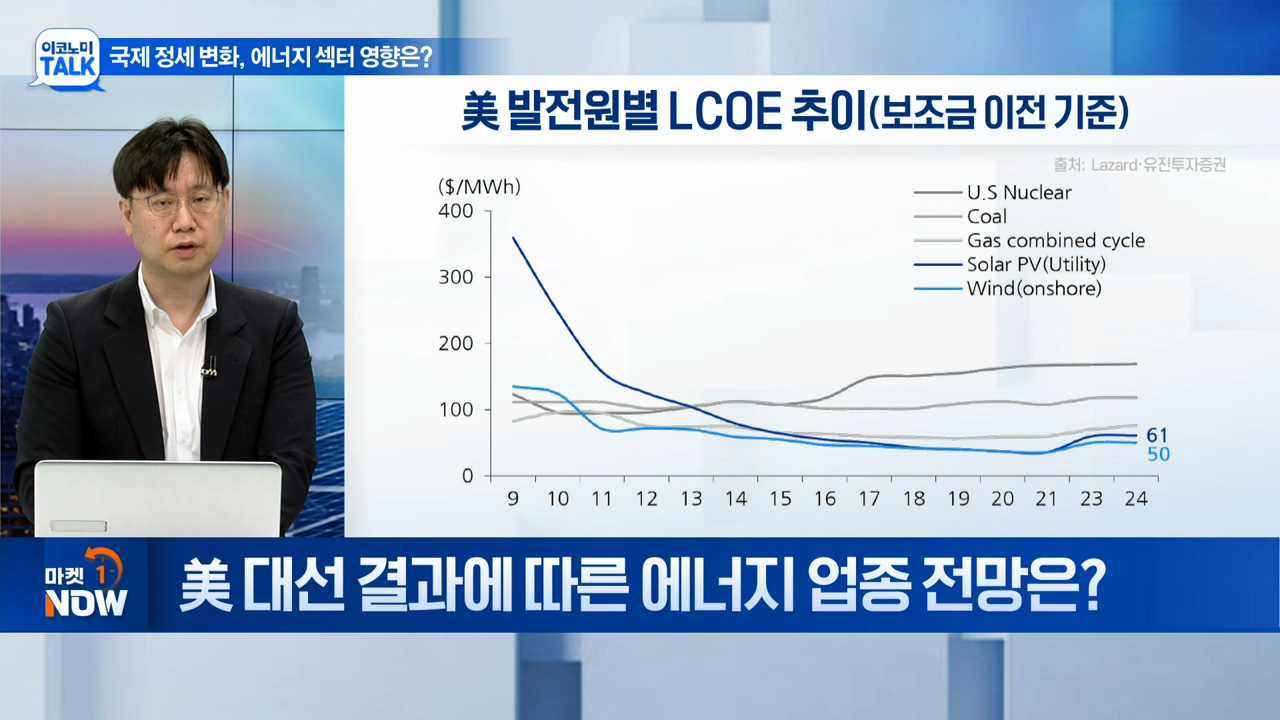 이코노미
TALK
국제 정세 변화, 에너지 섹터 영향은?
美 발전원별 LCOE 추이(보조금 이전 기준)
출처: Lazard·유진투자증권
($/MWh)
U.S Nuclear
Coal
Gas combined cycle
Solar PV(Utility)
Wind(onshore)
400
300
200
100
0
61
50
9 10 11 12 13 14 15 16 17 18 19 20 21 23 24
마켓 1
NOW
美 대선 결과에 따른 에너지 업종 전망은?